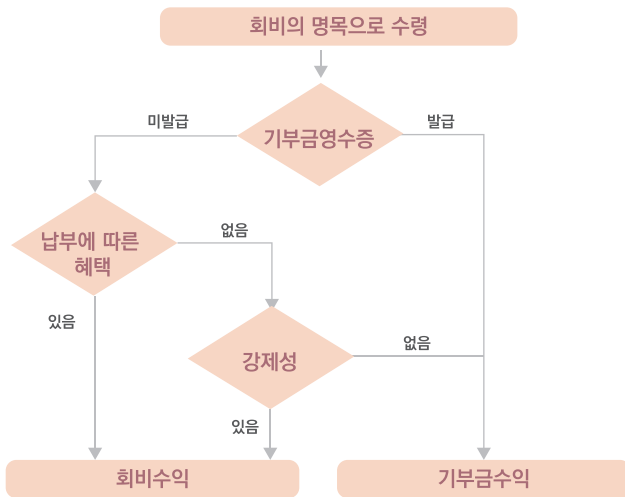 회비의 명목으로 수령
미발급
발급
기부금영수증
납부에 따른
혜택
없음
있음
강제성
없음
있음
회비수익
기부금수익